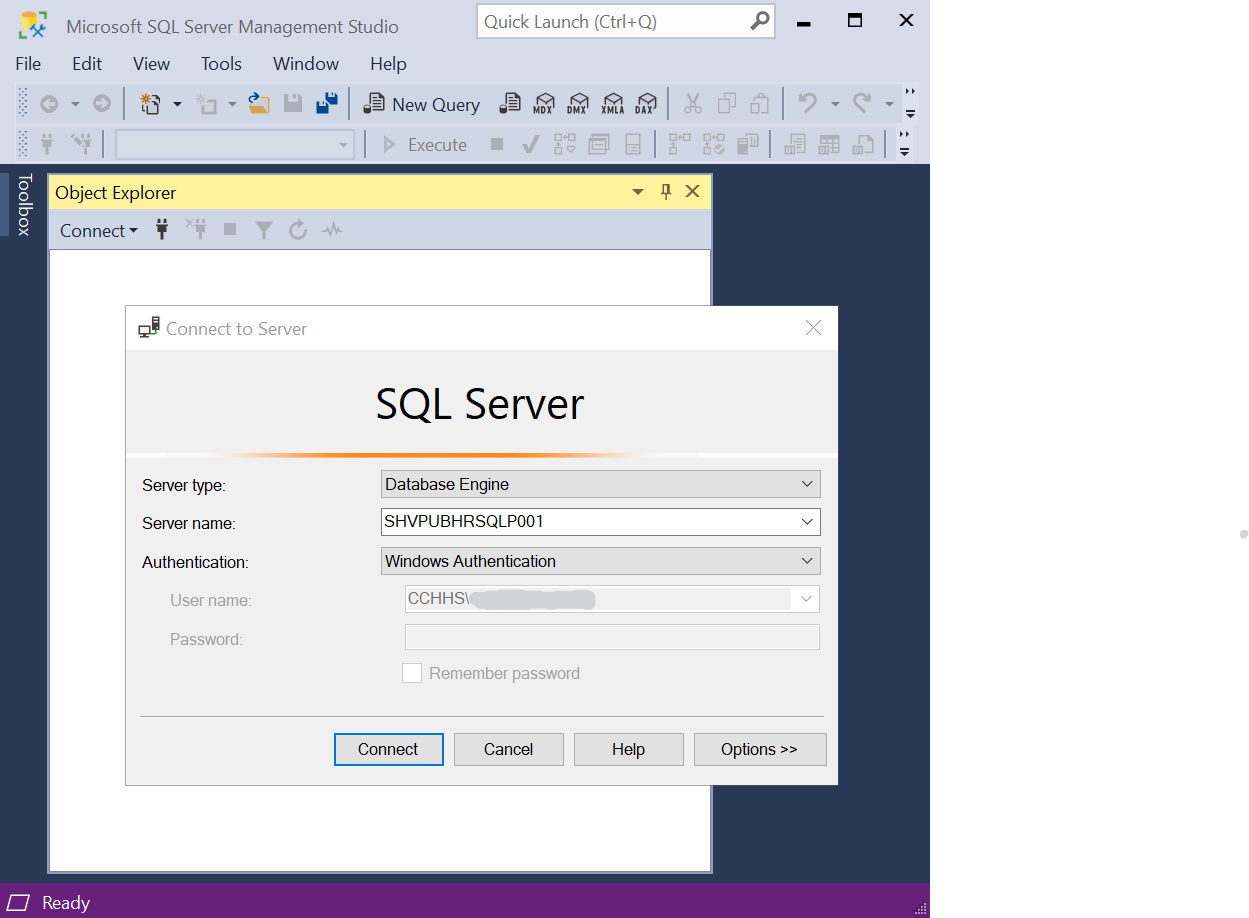 Microsoft SQL Server Management Studio
Quick Launch (Ctrl+Q)
File Edit View Tools Window Help
New Query MDX DMX XMLA DAX
Execute
Toolbox
Object Explorer
Connect
Connect to Server
SQL Server
Server type: Database Engine
Server name: SHVPUBHRSQLP001
Authentication: Windows Authentication
User name: CCHHS\
Password:
Remember password
Connect Cancel Help Options >>
Ready